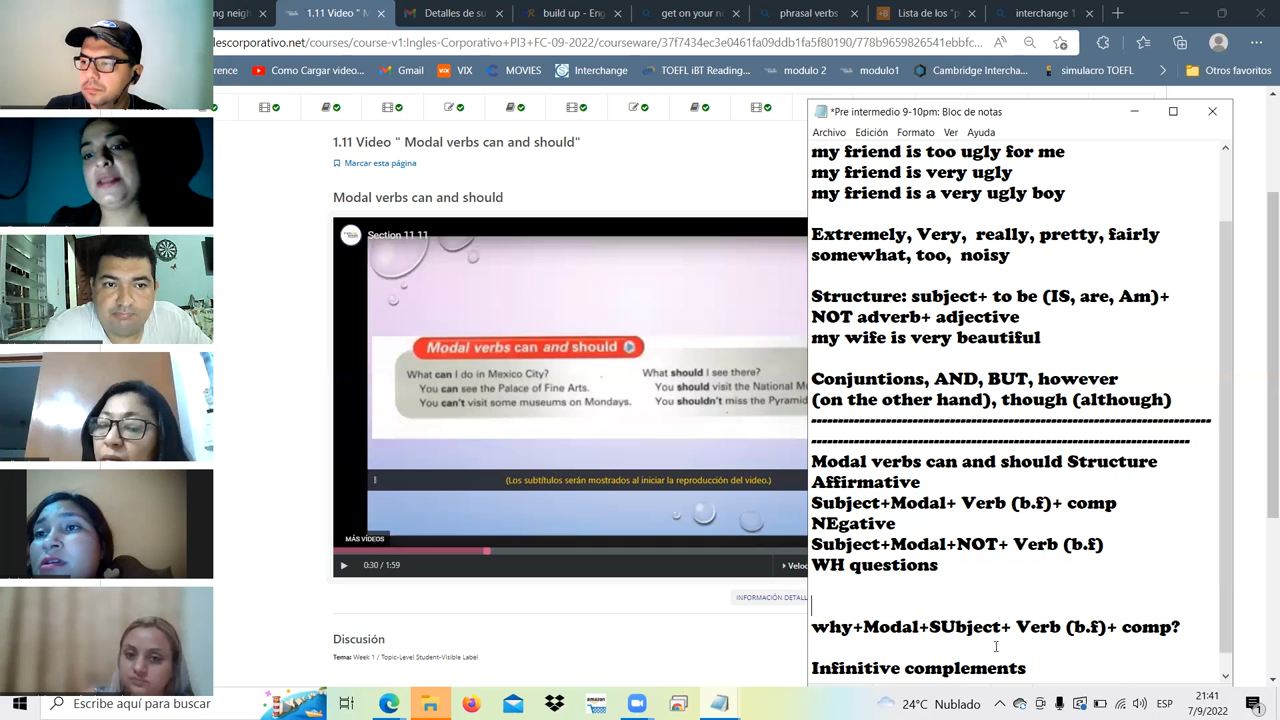 ng neigh
1.11 Video " M
Detalles de su
build up - Eng
get on your n
phrasal verbs
Lista de los "p
interchange 1
lescorporativo.net/courses/course-v1:Ingles-Corporativo+PI3+FC-09-2022/courseware/37f7434ec3e0461fa09ddb1fa5f80190/778b9659826541ebbfc...
rence
Como Cargar video...
Gmail
VIX
MOVIES
Interchange
TOEFL iBT Reading...
modulo 2
modulo1
Cambridge Intercha...
simulacro TOEFL
Otros favoritos
1.11 Video " Modal verbs can and should"
Marcar esta página
Modal verbs can and should
Section 11.11
Modal verbs can and should
What can I do in Mexico City?
You can see the Palace of Fine Arts.
You can't visit some museums on Mondays.
What should I see there?
You should visit the National M
You shouldn't miss the Pyramid
(Los subtítulos serán mostrados al iniciar la reproducción del video.)
MÁS VÍDEOS
0:30 / 1:59
Veloc
INFORMACIÓN DETALL
Discusión
Tema: Week 1 / Topic-Level Student-Visible Label
*Pre intermedio 9-10pm: Bloc de notas
Archivo Edición Formato Ver Ayuda
my friend is too ugly for me
my friend is very ugly
my friend is a very ugly boy
Extremely, Very, really, pretty, fairly
somewhat, too, noisy
Structure: subject+ to be (IS, are, Am)+
NOT adverb+ adjective
my wife is very beautiful
Conjuntions, AND, BUT, however
(on the other hand), though (although)
--------------------------------------------------------------------------
----------------------------------------------------------------------
Modal verbs can and should Structure
Affirmative
Subject+Modal+ Verb (b.f)+ comp
NEgative
Subject+Modal+NOT+ Verb (b.f)
WH questions
why+Modal+SUbject+ Verb (b.f)+ comp?
Infinitive complements
Escribe aquí para buscar
amazon
24°C Nublado
ESP
21:41
7/9/2022
1